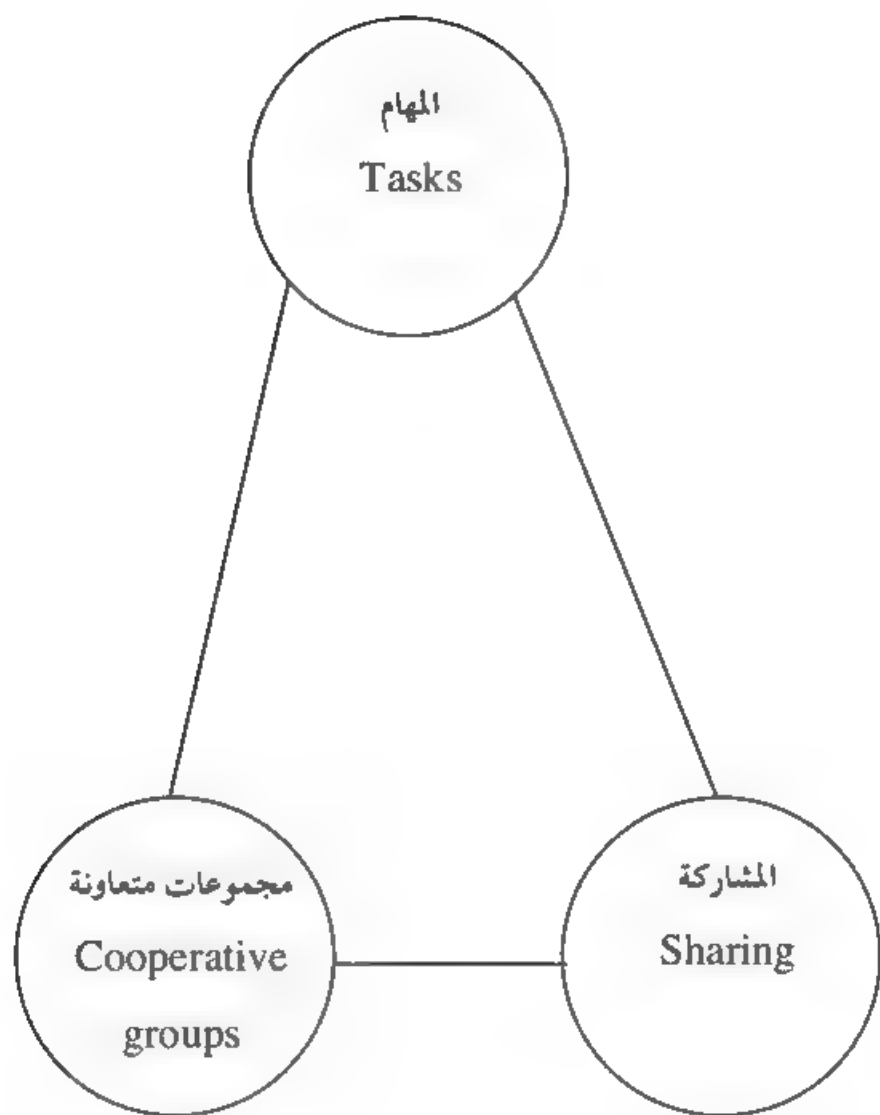 المهام
Tasks
مجموعات متعاونة
Cooperative
groups
المشاركة
Sharing